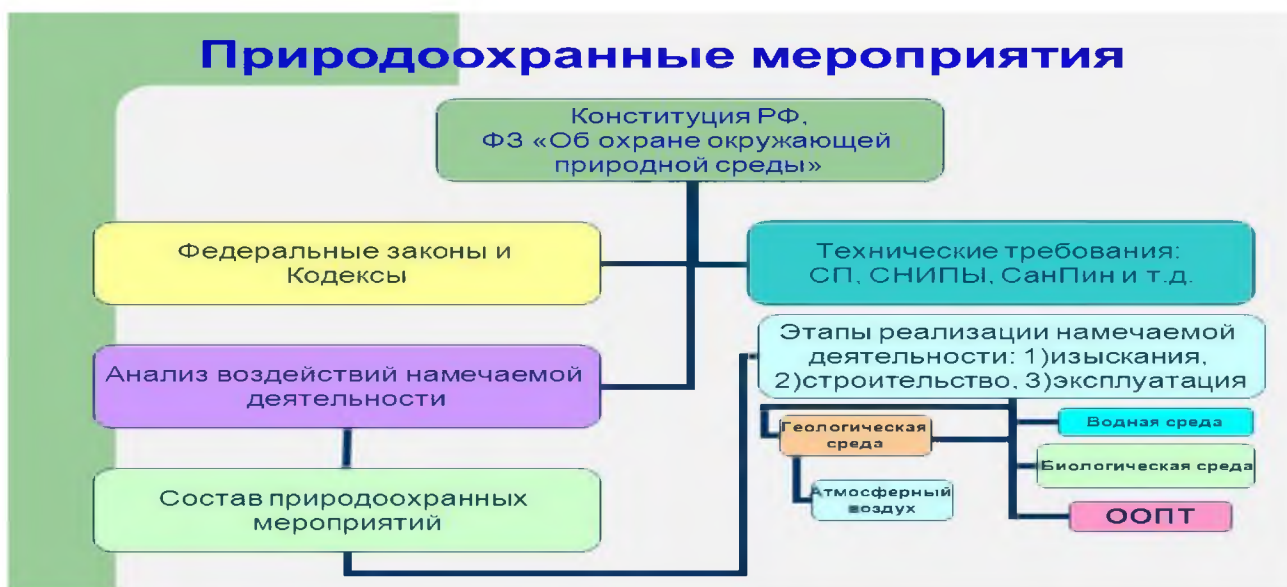 Природоохранные мероприятия
Конституция РФ,
ФЗ «Об охране окружающей
природной среды»
Федеральные законы и
Кодексы
Технические требования:
СП, СНИПЫ, СанПин и т.д.
Анализ воздействий намечаемой
деятельности
Этапы реализации намечаемой
деятельности: 1)изыскания,
2)строительство, 3)эксплуатация
Геологическая
среда
Водная среда
Биологическая среда
Атмосферный
воздух
ООПТ
Состав природоохранных
мероприятий